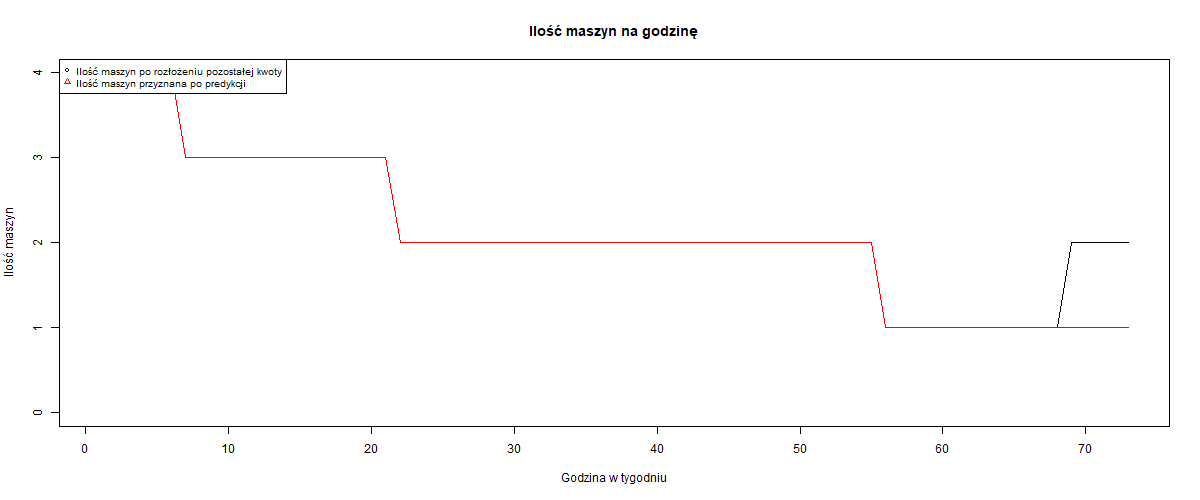 Ilość maszyn na godzinę
Ilość maszyn po rozłożeniu pozostałej kwoty
Ilość maszyn przyznana po predykcji
Ilość maszyn
4
3
2
1
0
0 10 20 30 40 50 60 70
Godzina w tygodniu